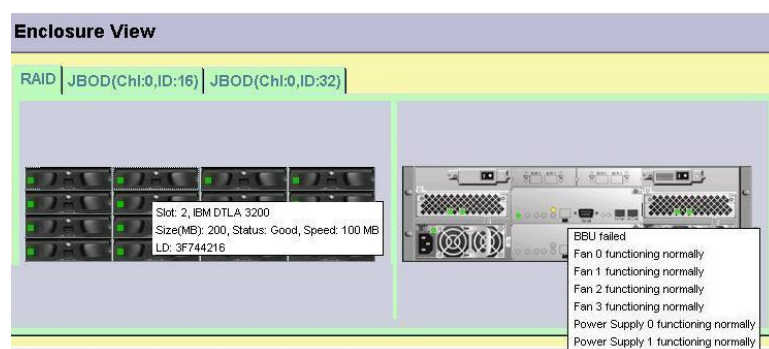 Enclosure View
RAID JBOD(Chl:0,ID:16) JBOD(Chl:0,ID:32)
Slot: 2, IBM DTLA 3200
Size(MB): 200, Status: Good, Speed: 100 MB
LD: 3F744216
BBU failed
Fan 0 functioning normally
Fan 1 functioning normally
Fan 2 functioning normally
Fan 3 functioning normally
Power Supply 0 functioning normally
Power Supply 1 functioning normally